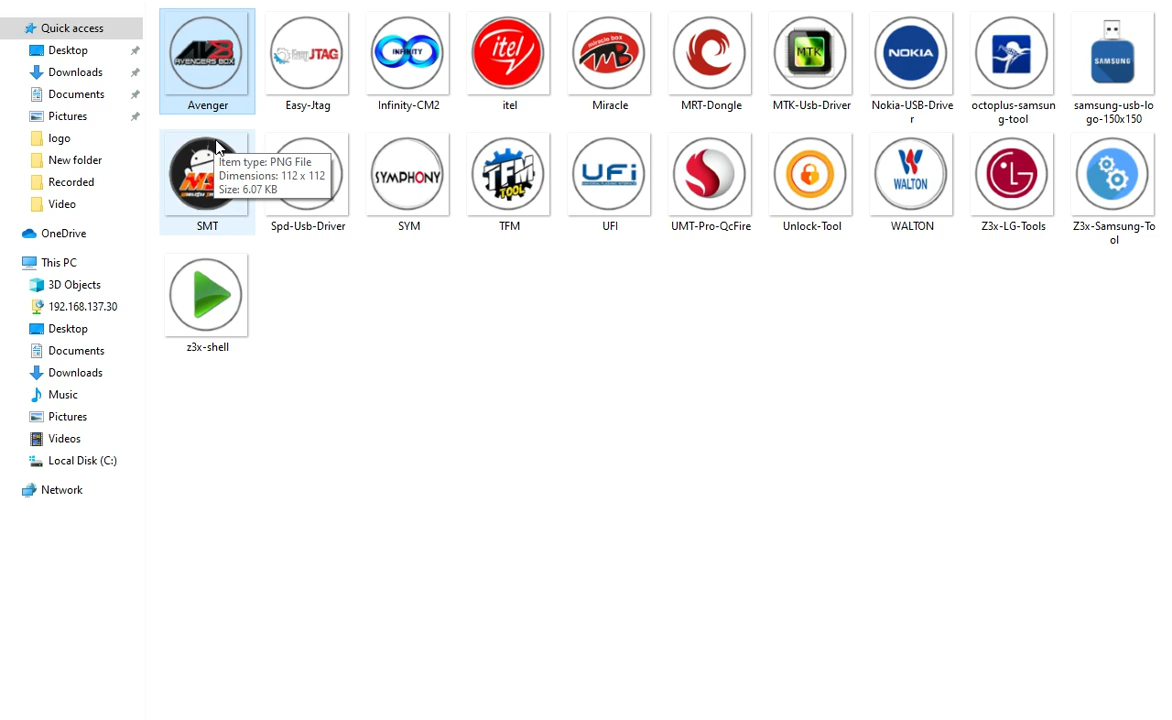 Quick access
Desktop
Downloads
Documents
Pictures
logo
New folder
Recorded
Video
OneDrive
This PC
3D Objects
192.168.137.30
Desktop
Documents
Downloads
Music
Pictures
Videos
Local Disk (C:)
Network
AVB
AVENGERS BOX
EasyJTAG
INFINITY
itel
miracle box
MB
MTK
NOKIA
SAMSUNG
Avenger
Easy-Jtag
Infinity-CM2
itel
Miracle
MRT-Dongle
MTK-Usb-Driver
Nokia-USB-Drive
r
octoplus-samsun
g-tool
samsung-usb-lo
go-150x150
Item type: PNG File
Dimensions: 112 x 112
Size: 6.07 KB
SYMPHONY
TFM
TOOL
UFi
WALTON
LG
SMT
Spd-Usb-Driver
SYM
TFM
UFI
UMT-Pro-QcFire
Unlock-Tool
WALTON
Z3x-LG-Tools
Z3x-Samsung-To
ol
z3x-shell